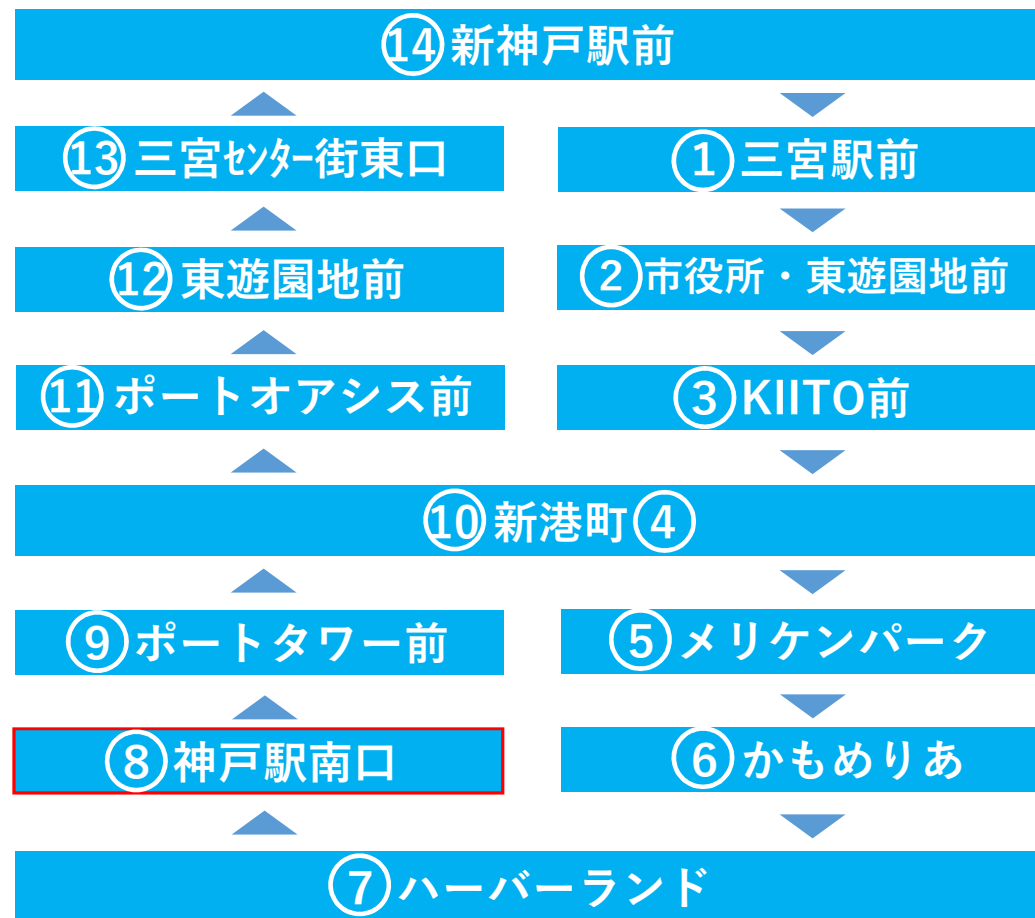 ⑭新神戸駅前
⑬三宮ｾﾝﾀｰ街東口
①三宮駅前
⑫東遊園地前
②市役所・東遊園地前
⑪ポートオアシス前
③KIITO前
⑩新港町④
⑨ポートタワー前
⑤メリケンパーク
⑧神戸駅南口
⑥かもめりあ
⑦ハーバーランド